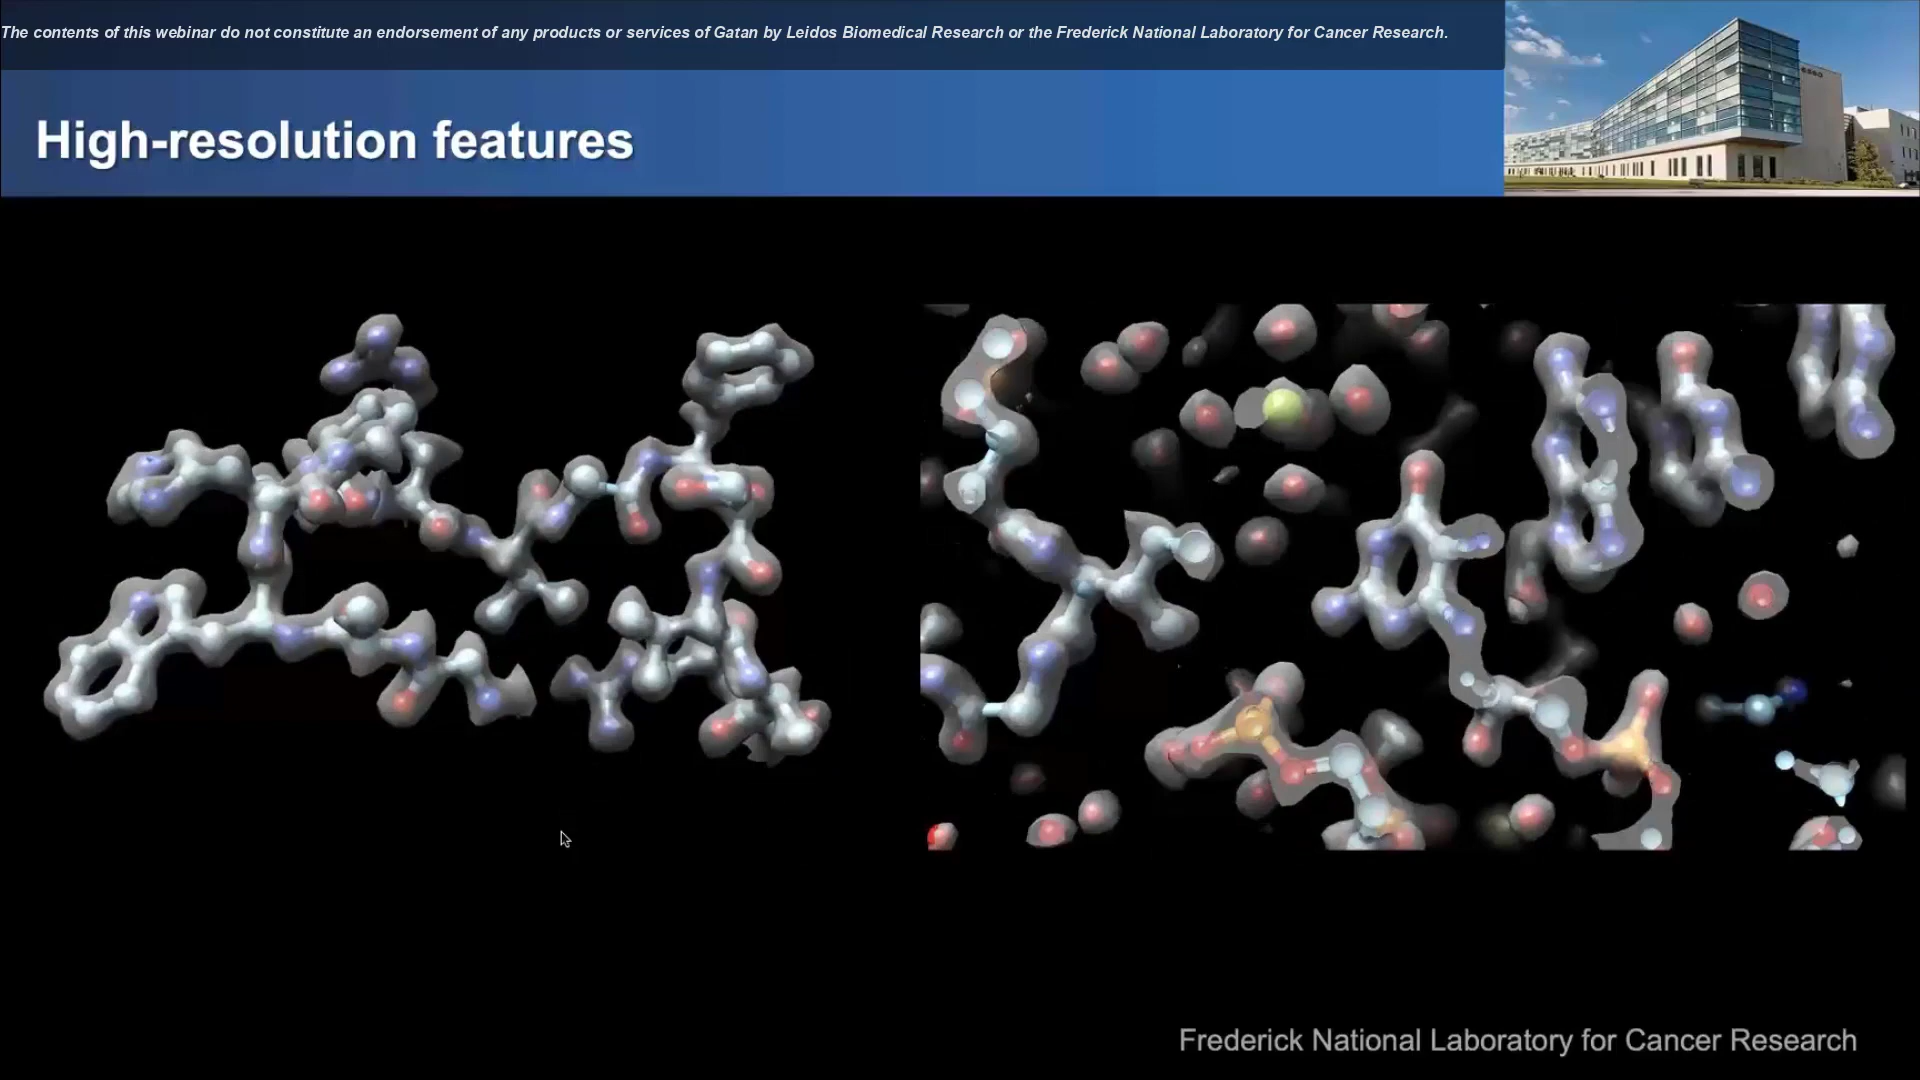 The contents of this webinar do not constitute an endorsement of any products or services of Gatan by Leidos Biomedical Research or the Frederick National Laboratory for Cancer Research.
High-resolution features
Frederick National Laboratory for Cancer Research